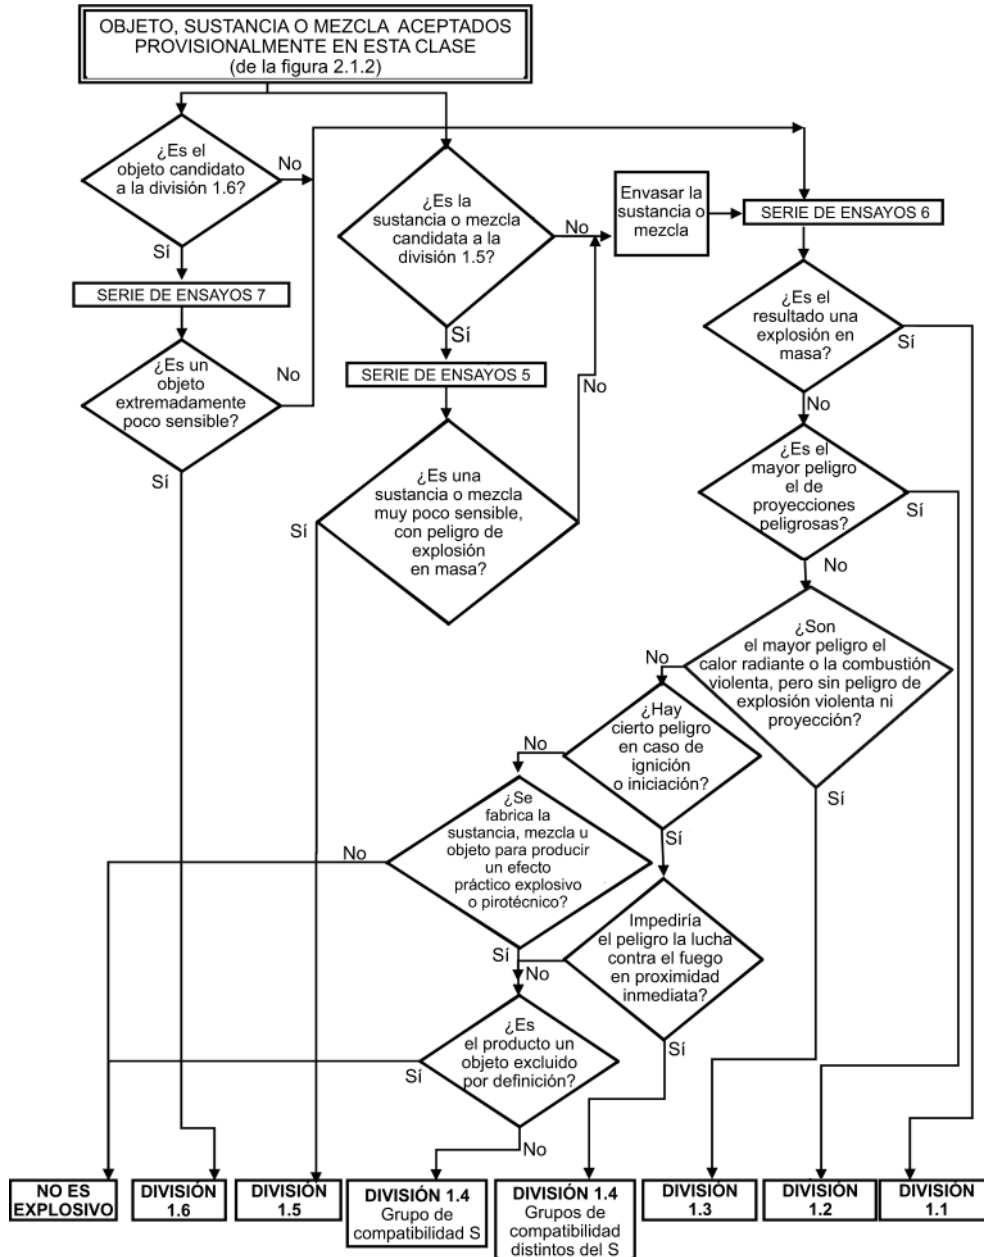 OBJETO, SUSTANCIA O MEZCLA ACEPTADOS
PROVISIONALMENTE EN ESTA CLASE
(de la figura 2.1.2)
¿Es el
objeto candidato
a la división 1.6?
No
Sí
SERIE DE ENSAYOS 7
¿Es un
objeto
extremadamente
poco sensible?
No
Sí
¿Es la
sustancia o mezcla
candidata a la
división 1.5?
No
Sí
SERIE DE ENSAYOS 5
No
¿Es una
sustancia o mezcla
muy poco sensible,
con peligro de
explosión
en masa?
Sí
Envasar la
sustancia o
mezcla
SERIE DE ENSAYOS 6
¿Es el
resultado una
explosión en
masa?
Sí
No
¿Es el
mayor peligro
el de
proyecciones
peligrosas?
Sí
No
¿Son
el mayor peligro el
calor radiante o la combustión
violenta, pero sin peligro de
explosión violenta ni
proyección?
No
Sí
¿Hay
cierto peligro
en caso de
ignición
o iniciación?
No
Sí
¿Se
fabrica la
sustancia, mezcla u
objeto para producir
un efecto
práctico explosivo
o pirotécnico?
No
Sí
Impediría
el peligro la lucha
contra el fuego
en proximidad
inmediata?
No
Sí
¿Es
el producto un
objeto excluido
por definición?
Sí
No
NO ES
EXPLOSIVO
DIVISIÓN
1.6
DIVISIÓN
1.5
DIVISIÓN 1.4
Grupo de
compatibilidad S
DIVISIÓN 1.4
Grupos de
compatibilidad
distintos del S
DIVISIÓN
1.3
DIVISIÓN
1.2
DIVISIÓN
1.1